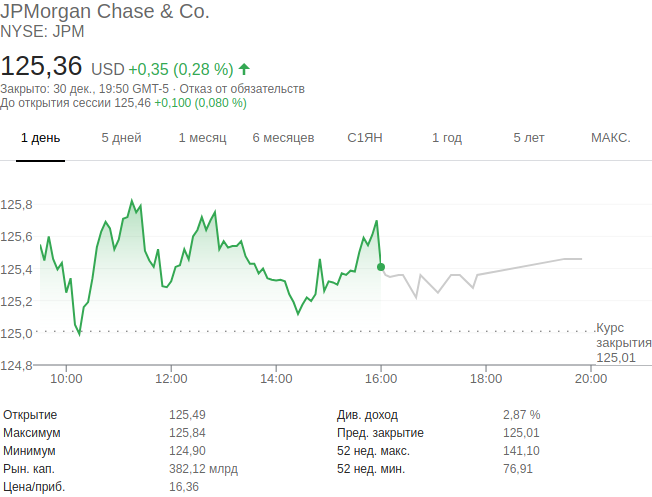 JPMorgan Chase & Co.
NYSE: JPM
125,36 USD +0,35 (0,28 %)
Закрыто: 30 дек., 19:50 GMT-5 · Отказ от обязательств
До открытия сессии 125,46 +0,100 (0,080 %)
1 день 5 дней 1 месяц 6 месяцев С1ЯН 1 год 5 лет МАКС.
125,8
125,6
125,4
125,2
125,0
Курс
закрытия
125,01
124,8
10:00 12:00 14:00 16:00 18:00 20:00
Открытие 125,49 Див. доход 2,87 %
Максимум 125,84 Пред. закрытие 125,01
Минимум 124,90 52 нед. макс. 141,10
Рын. кап. 382,12 млрд 52 нед. мин. 76,91
Цена/приб. 16,36